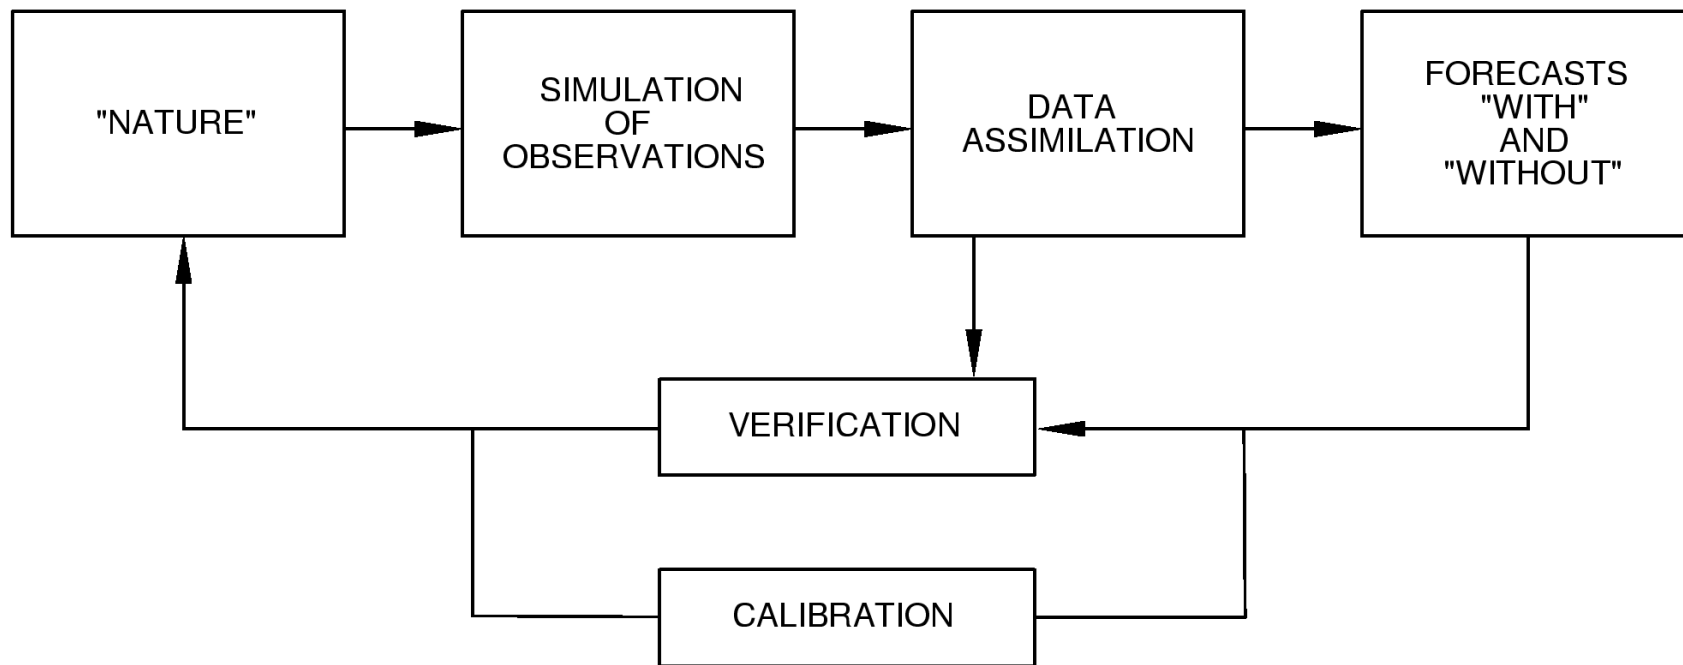 "NATURE"
SIMULATION
OF
OBSERVATIONS
DATA
ASSIMILATION
FORECASTS
"WITH"
AND
"WITHOUT"
VERIFICATION
CALIBRATION